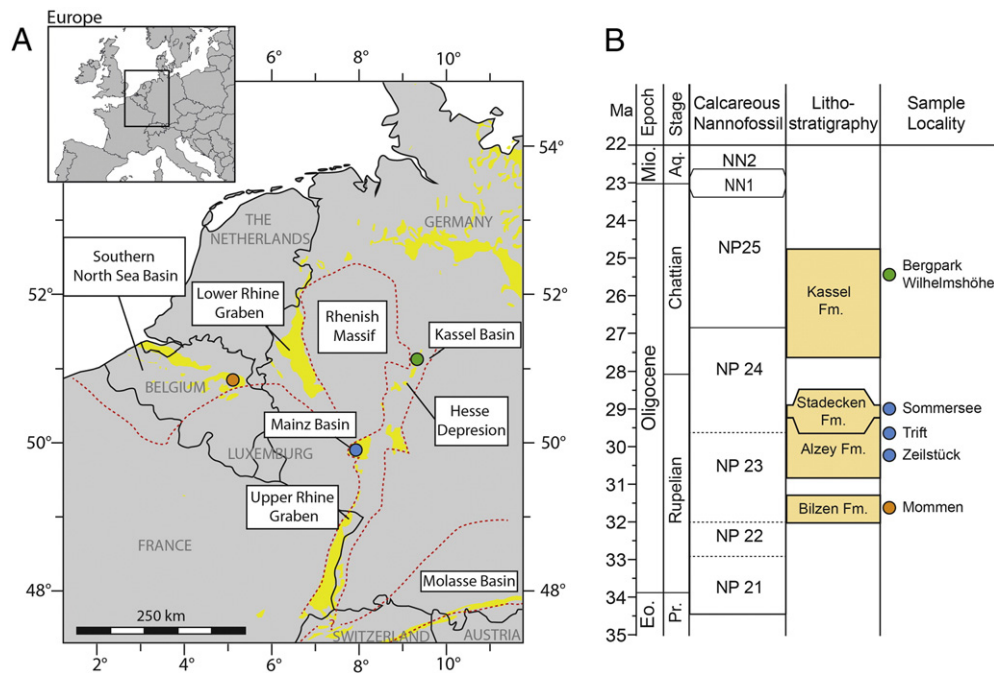 Europe
A
2°
6°
8°
10°
54°
THE
NETHERLANDS
GERMANY
Southern
North Sea Basin
52°
52°
Lower Rhine
Graben
Rhenish
Massif
Kassel Basin
BELGIUM
Hesse
Depresion
Mainz Basin
50°
50°
LUXEMBURG
Upper Rhine
Graben
FRANCE
48°
48°
Molasse Basin
250 km
SWITZERLAND
AUSTRIA
2°
4°
6°
8°
10°
B
Ma
Epoch
Stage
Calcareous
Nannofossil
Litho-
stratigraphy
Sample
Locality
22
23
24
25
26
27
28
29
30
31
32
33
34
35
Mio.
Oligocene
Eo.
Aq.
Chattian
Rupelian
Pr.
NN2
NN1
NP25
NP 24
NP 23
NP 22
NP 21
Kassel
Fm.
Stadecken
Fm.
Alzey Fm.
Bilzen Fm.
Bergpark
Wilhelmshöhe
Sommersee
Trift
Zeilstück
Mommen